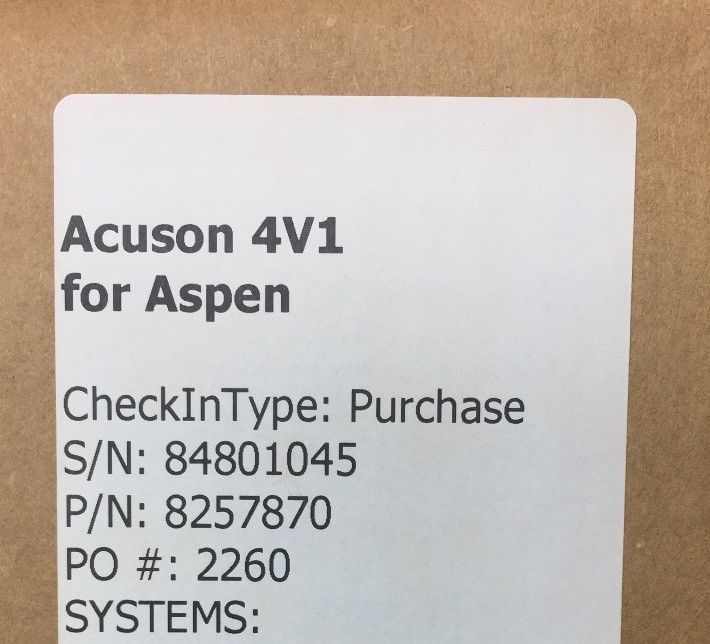 Acuson 4V1
for Aspen
CheckInType: Purchase
S/N: 84801045
P/N: 8257870
PO #: 2260
SYSTEMS: